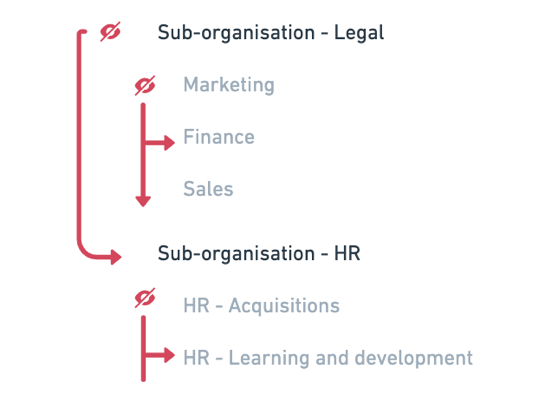 Sub-organisation - Legal
Marketing
Finance
Sales
Sub-organisation - HR
HR - Acquisitions
HR - Learning and development